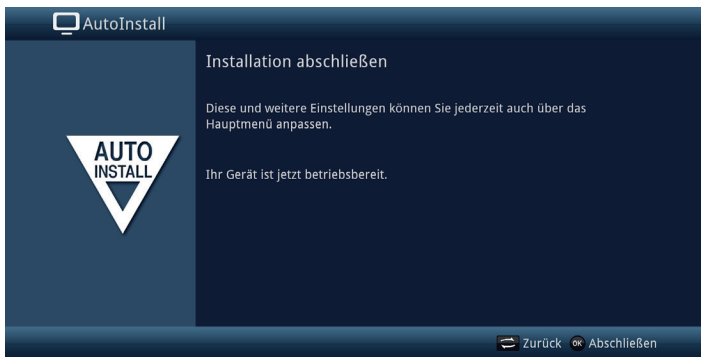 AutoInstall
Installation abschließen
Diese und weitere Einstellungen können Sie jederzeit auch über das
Hauptmenü anpassen.
AUTO
INSTALL
Ihr Gerät ist jetzt betriebsbereit.
Zurück OK Abschließen